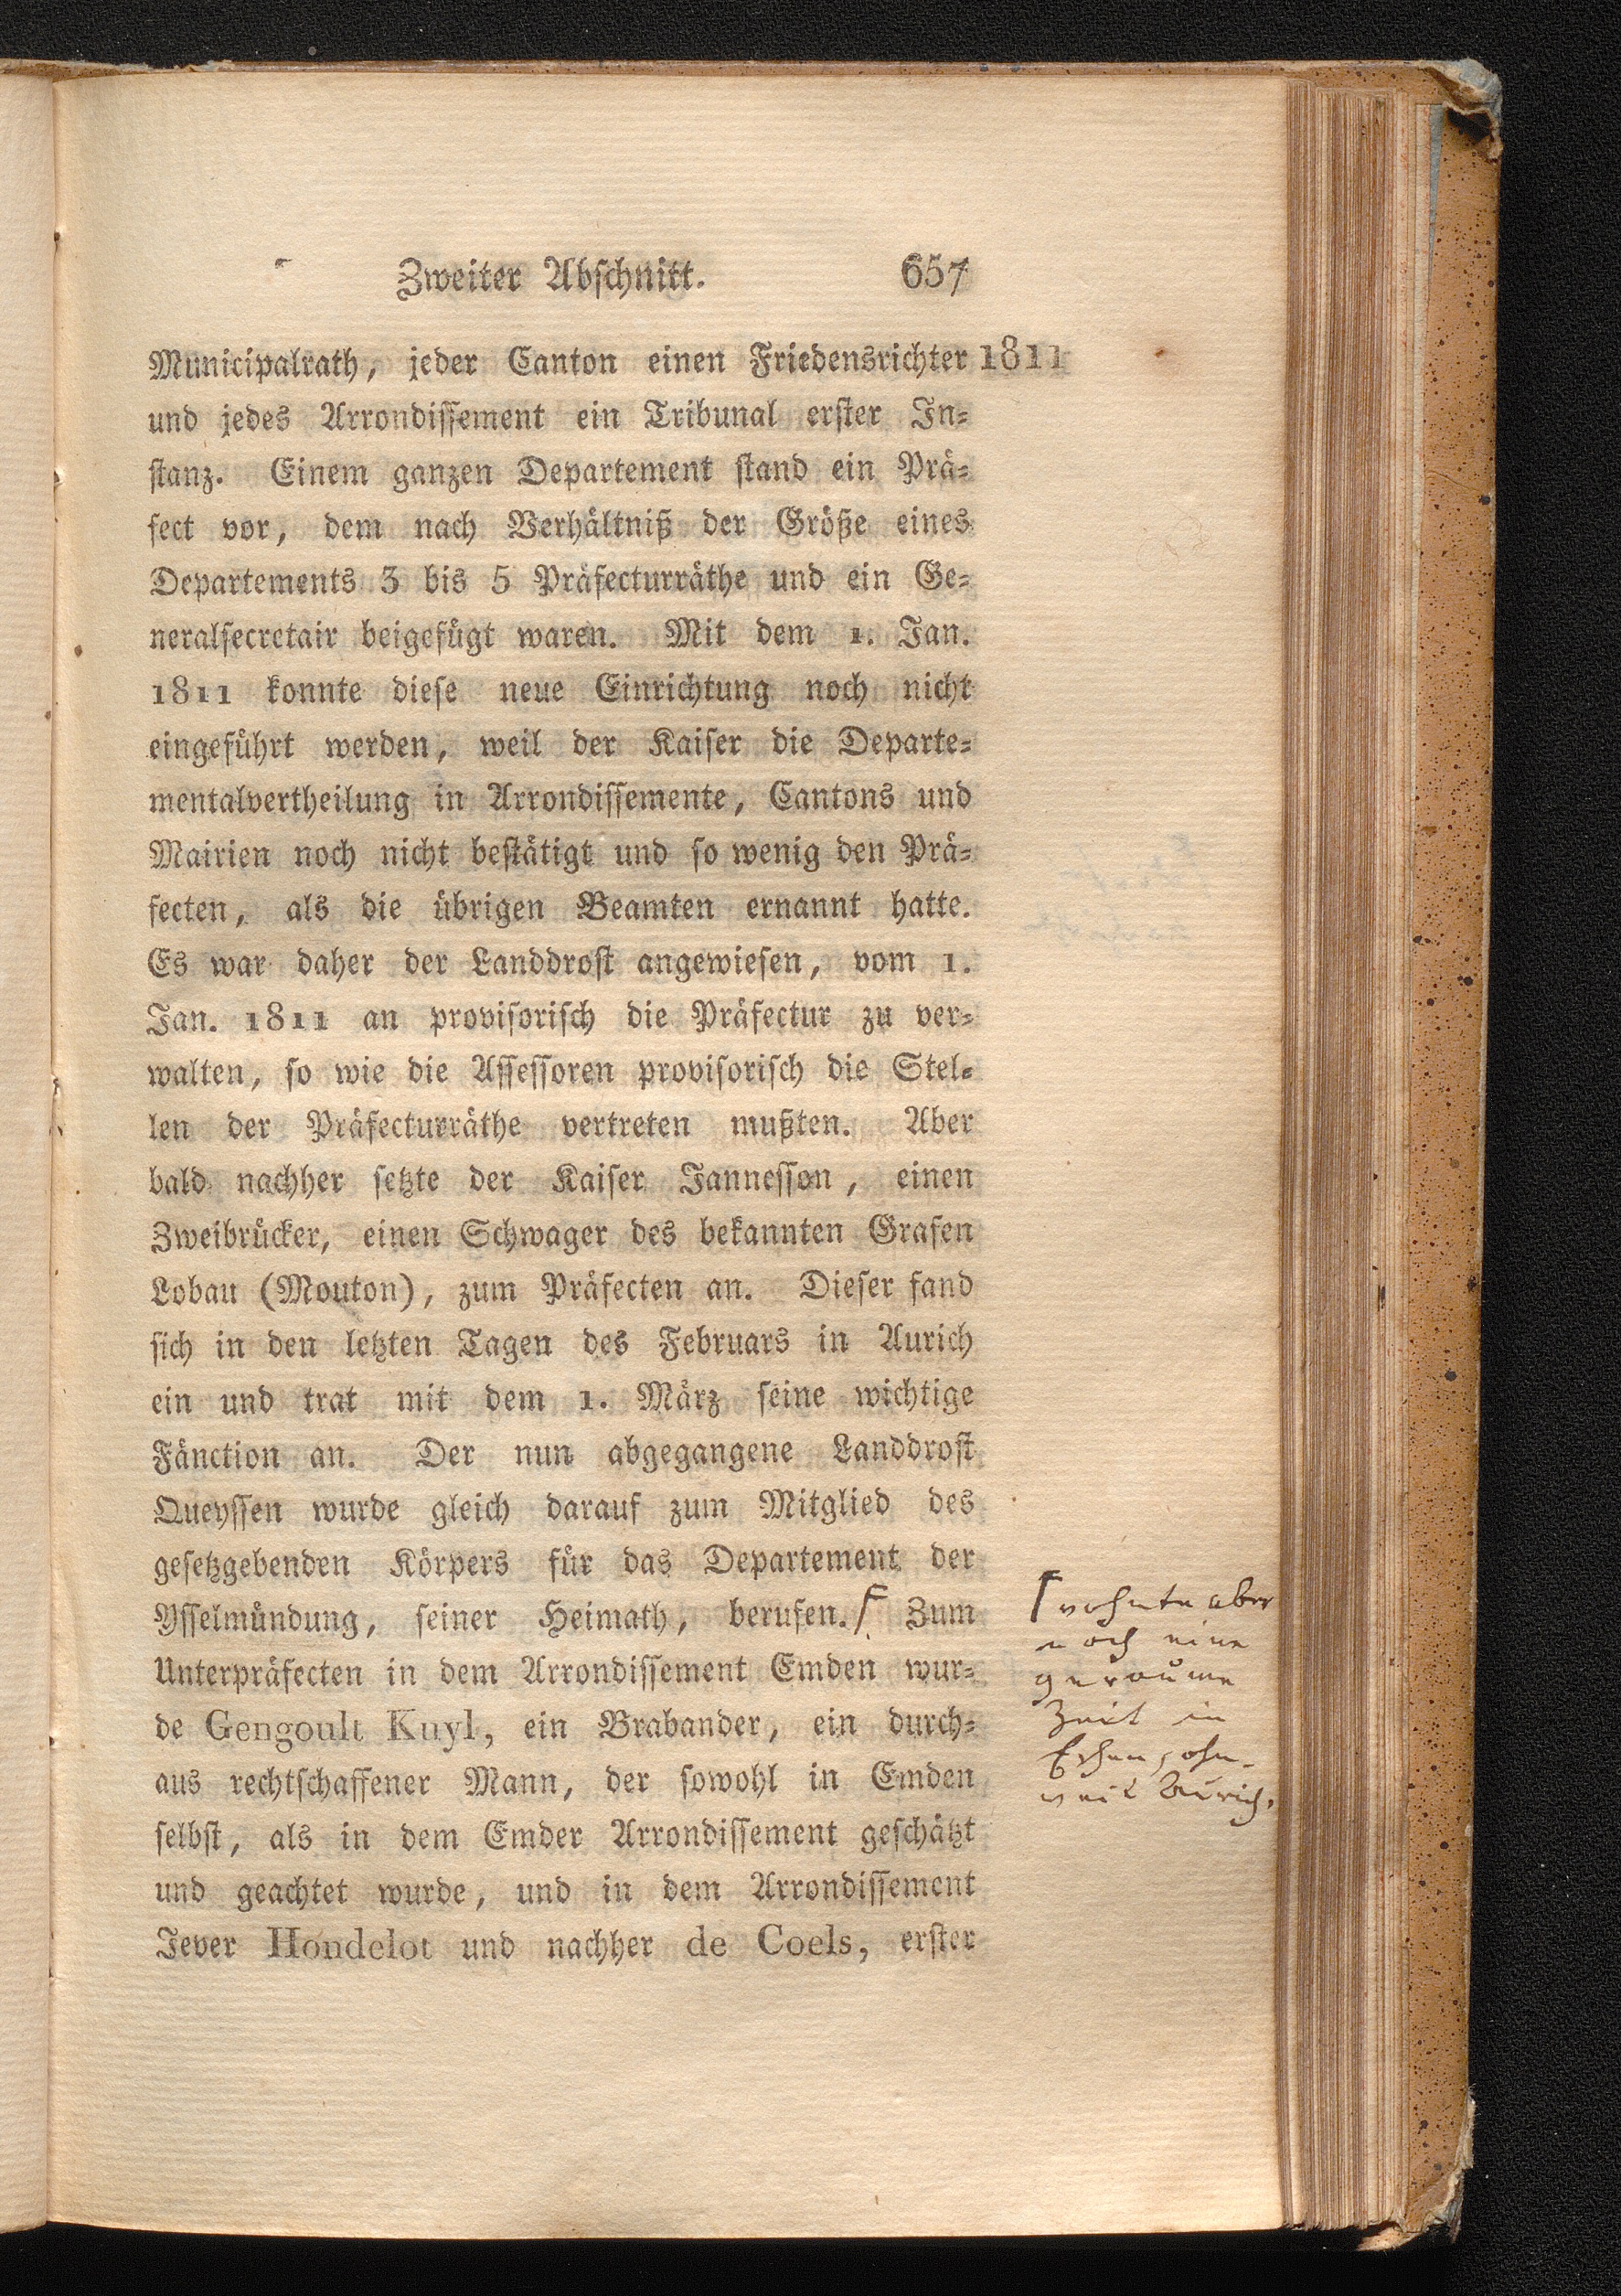 Zweiter Abschnitt. 657
Municipalrath, jeder Canton einen Friedensrichter 1811
und jedes Arrondissement ein Tribunal erster In-
stanz. Einem ganzen Departement stand ein Prä-
fect vor, dem nach Verhältniß der Größe eines
Departements 3 bis 5 Präfecturräthe und ein Ge-
neralsecretair beigefügt waren. Mit dem 1. Jan.
1811 konnte diese neue Einrichtung noch nicht
eingeführt werden, weil der Kaiser die Departe-
mentalvertheilung in Arrondissemente, Cantons und
Mairien noch nicht bestätigt und so wenig den Prä-
fecten, als die übrigen Beamten ernannt hatte.
Es war daher der Landdrost angewiesen, vom 1.
Jan. 1811 an provisorisch die Präfectur zu ver-
walten, so wie die Assessoren provisorisch die Stel-
len der Präfecturräthe vertreten mußten. Aber
bald nachher setzte der Kaiser Jannesson, einen
Zweibrücker, einen Schwager des bekannten Grafen
Lobau (Mouton), zum Präfecten an. Dieser fand
sich in den letzten Tagen des Februars in Aurich
ein und trat mit dem 1. März seine wichtige
Fänction an. Der nun abgegangene Landdrost
Queyssen wurde gleich darauf zum Mitglied des
gesetzgebenden Körpers für das Departement der
Ysselmündung, seiner Heimath, berufen. Zum
Unterpräfecten in dem Arrondissement Emden wur-
de Gengoult Kuyl, ein Brabander, ein durch-
aus rechtschaffener Mann, der sowohl in Emden
selbst, als in dem Emder Arrondissement geschätzt
und geachtet wurde, und in dem Arrondissement
Jever Hondelot und nachher de Coels, erster
wohnte aber
noch eine
geraume
Zeit in
ohn-
weit Aurich.